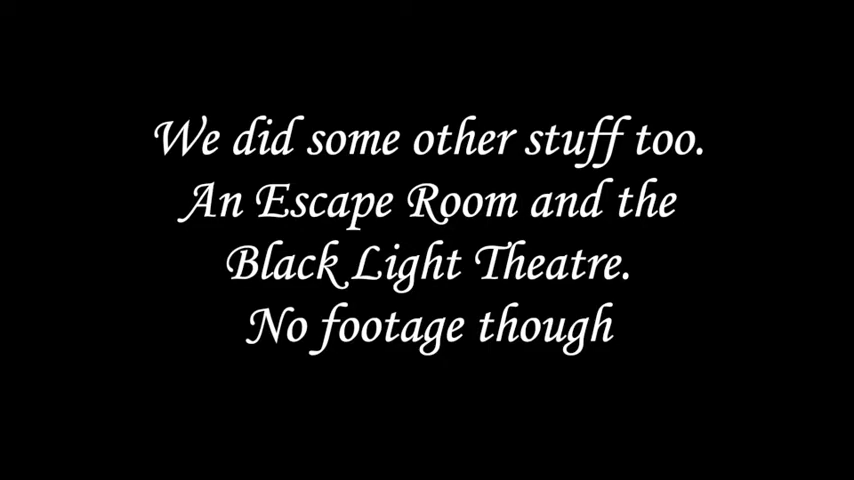 We did some other stuff too.
An Escape Room and the
Black Light Theatre.
No footage though